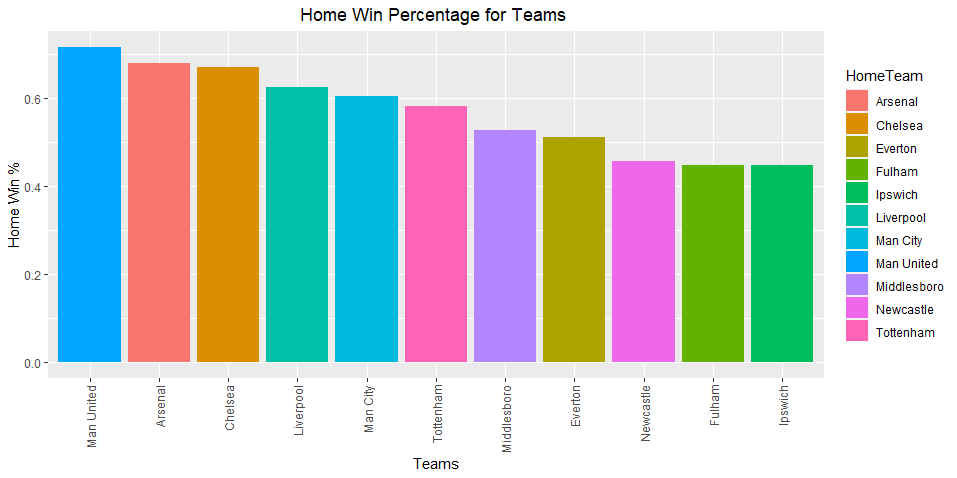 Home Win Percentage for Teams
Home Win %
0.6
0.4
0.2
0.0
Man United
Arsenal
Chelsea
Liverpool
Man City
Tottenham
Middlesboro
Everton
Newcastle
Fulham
Ipswich
Teams
HomeTeam
Arsenal
Chelsea
Everton
Fulham
Ipswich
Liverpool
Man City
Man United
Middlesboro
Newcastle
Tottenham